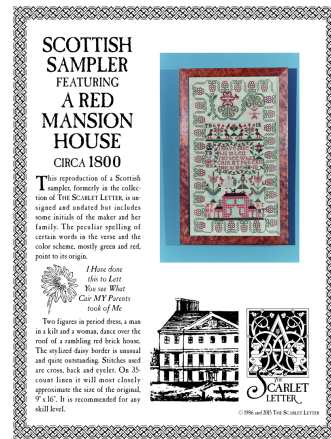 SCOTTISH
SAMPLER
FEATURING
A RED
MANSION
HOUSE
CIRCA 1800
This reproduction of a Scottish
sampler, formerly in the collec-
tion of THE SCARLET LETTER, is un-
signed and undated but includes
some initials of the maker and her
family. The peculiar spelling of
certain words in the verse and the
color scheme, mostly green and red,
point to its origin.
I Have done
this to Lett
You see What
Cair MY Parents
took of Me
Two figures in period dress, a man
in a kilt and a woman, dance over the
roof of a rambling red brick house.
The stylized daisy border is unusual
and quite outstanding. Stitches used
are cross, back and eyelet. On 35-
count linen it will most closely
approximate the size of the original,
9" x 16". It is recommended for any
skill level.
THE
SCARLET
LETTER
© 1986 and 2015 THE SCARLET LETTER